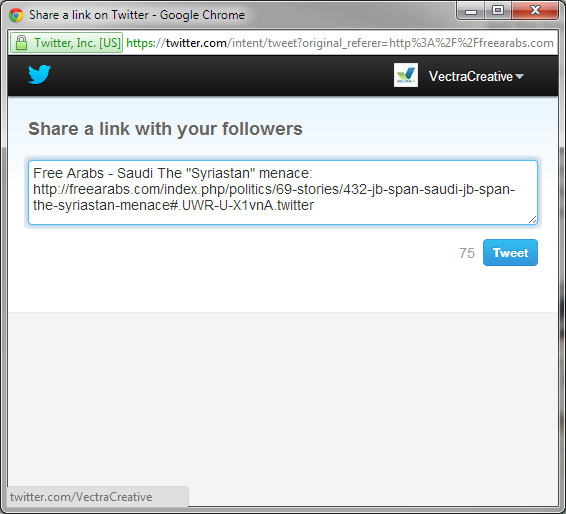 Share a link on Twitter - Google Chrome
Twitter, Inc. [US] https://twitter.com/intent/tweet?original_referer=http%3A%2F%2Ffreearabs.com
VectraCreative
Share a link with your followers
Free Arabs - Saudi The "Syriastan" menace:
http://freearabs.com/index.php/politics/69-stories/432-jb-span-saudi-jb-span-
the-syriastan-menace#.UWR-U-X1vnA.twitter
75 Tweet
twitter.com/VectraCreative